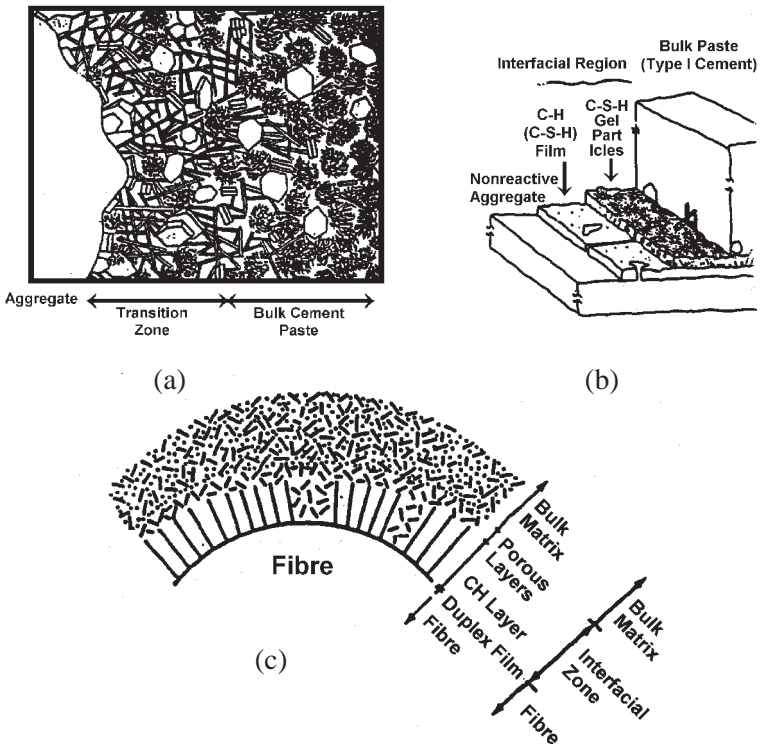 Aggregate
Transition
Zone
Bulk Cement
Paste
(a)
Interfacial Region
Bulk Paste
(Type I Cement)
C-H
(C-S-H)
Film
C-S-H
Gel
Part
Icles
Nonreactive
Aggregate
(b)
Fibre
Bulk
Matrix
Porous
Layers
CH Layer
Duplex Film
Fibre
Bulk
Matrix
Interfacial
Zone
Fibre
(c)